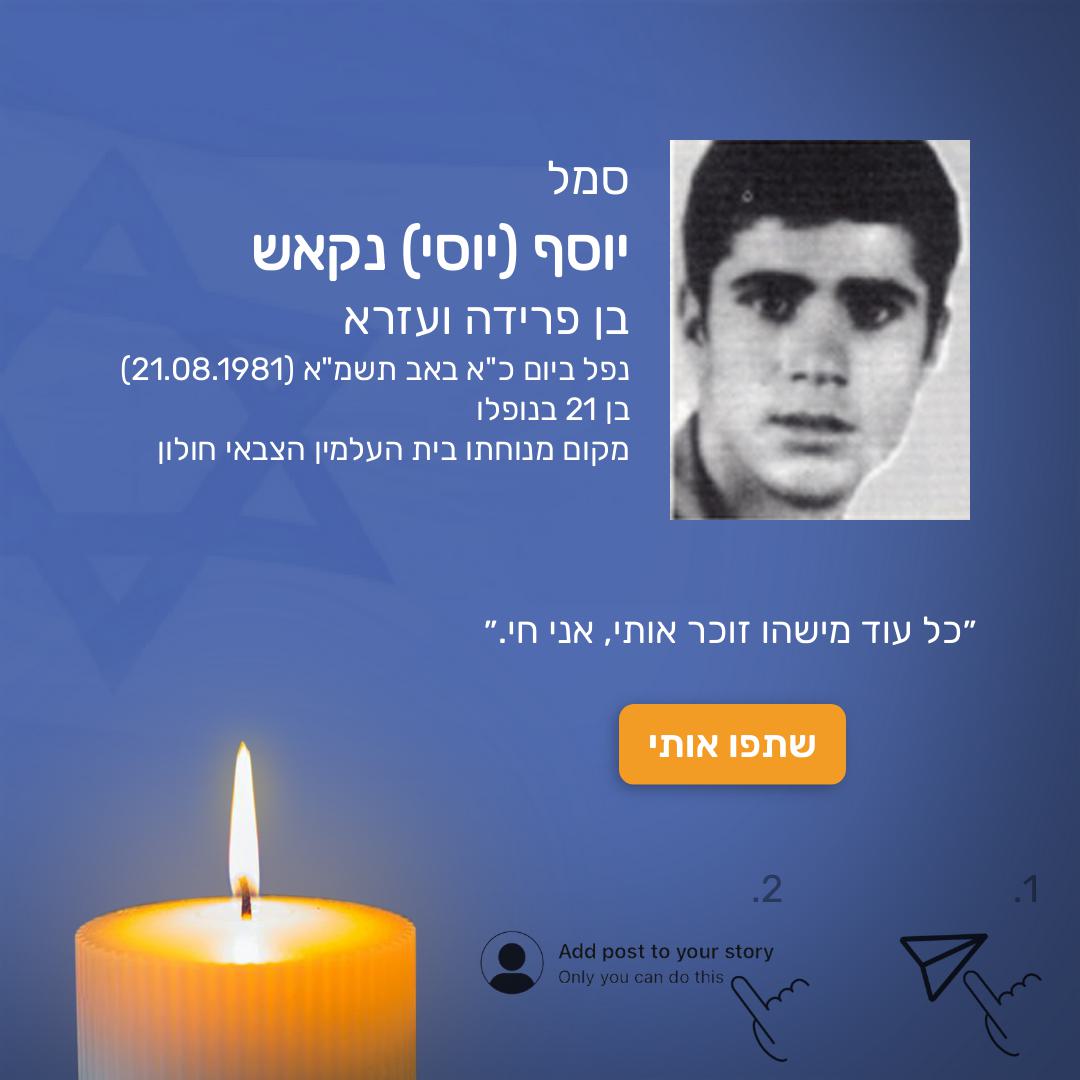 סמל
יוסף (יוסי) נקאש
בן פרידה ועזרא
נפל ביום כ"א באב תשמ"א (21.08.1981)
בן 21 בנופלו
מקום מנוחתו בית העלמין הצבאי חולון
״כל עוד מישהו זוכר אותי, אני חי.״
שתפו אותי
.1
.2
Add post to your story
Only you can do this